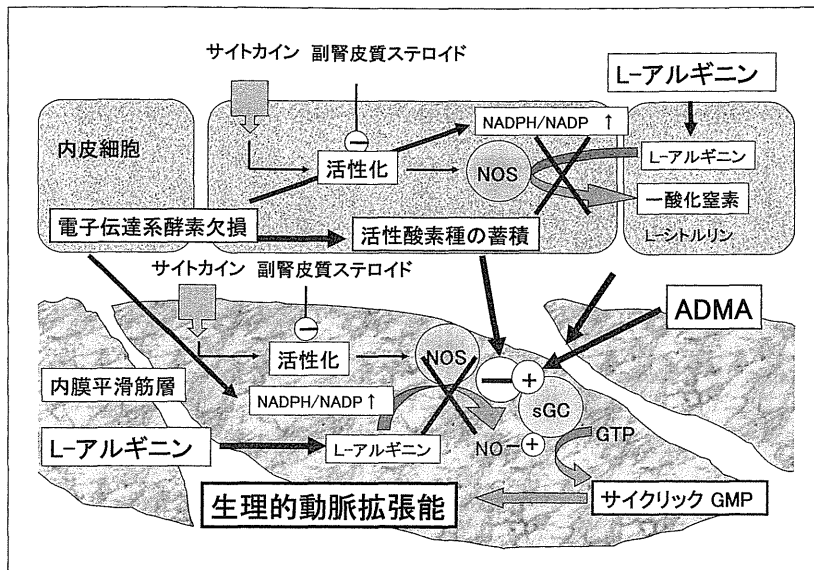 サイトカイン 副腎皮質ステロイド
L-アルギニン
NADPH/NADP ↑
内皮細胞
－
活性化
NOS
L-アルギニン
一酸化窒素
L-シトルリン
電子伝達系酵素欠損
活性酸素種の蓄積
サイトカイン 副腎皮質ステロイド
－
ADMA
活性化
NOS
－
+
内膜平滑筋層
NADPH/NADP ↑
sGC
L-アルギニン
L-アルギニン
NO
+
GTP
生理的動脈拡張能
サイクリック GMP